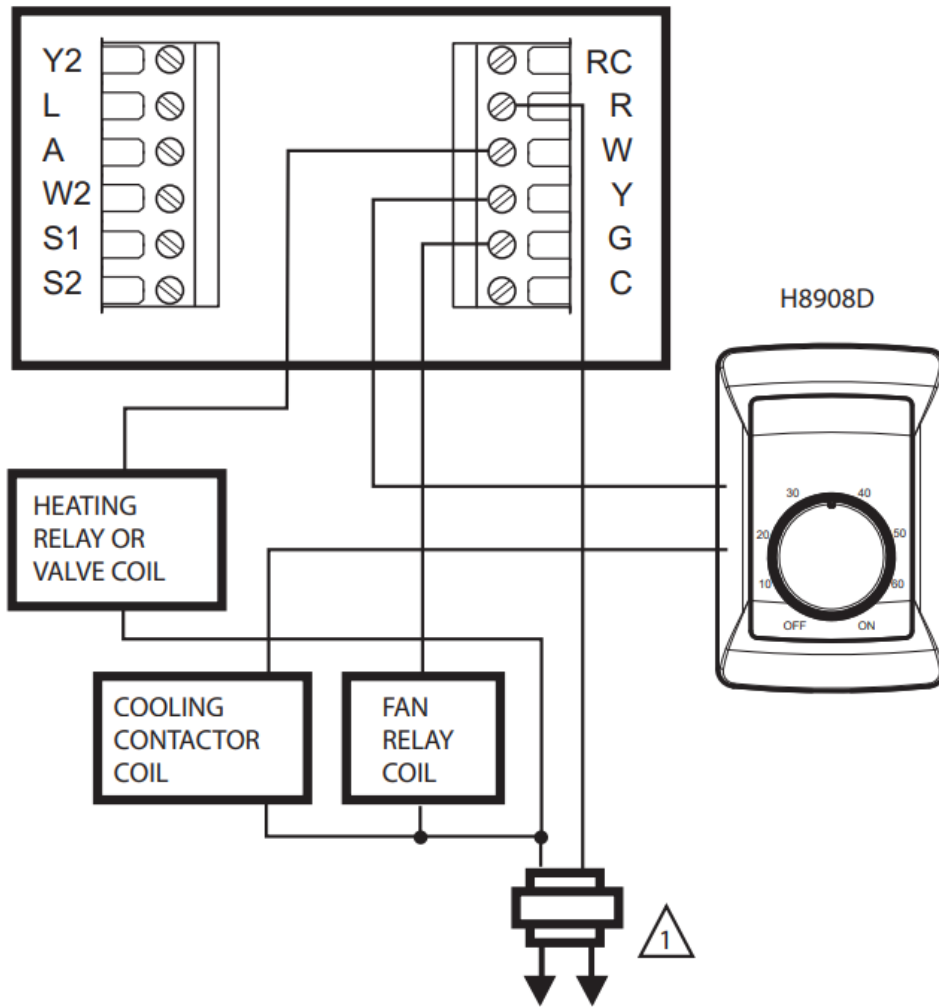 Y2
L
A
W2
S1
S2
RC
R
W
Y
G
C
H8908D
30
40
20
50
10
60
OFF
ON
HEATING
RELAY OR
VALVE COIL
COOLING
CONTACTOR
COIL
FAN
RELAY
COIL
1